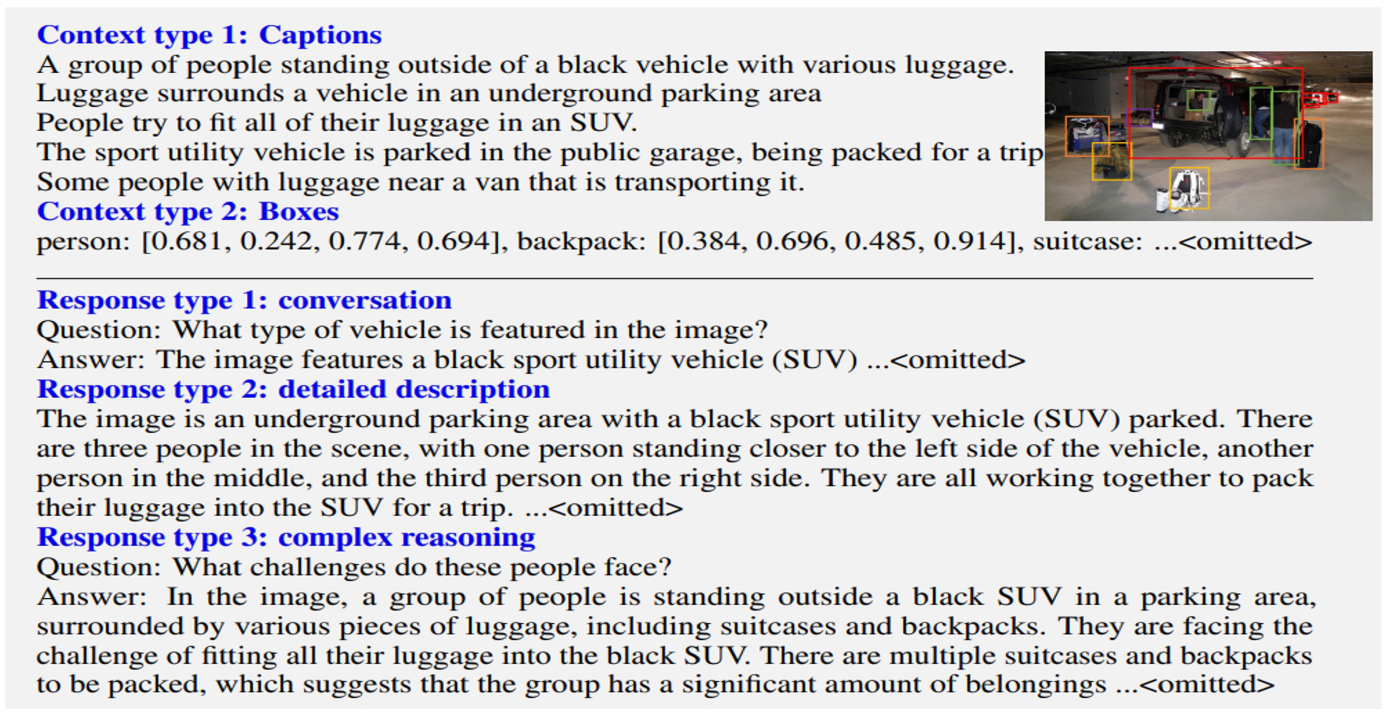 Context type 1: Captions
A group of people standing outside of a black vehicle with various luggage.
Luggage surrounds a vehicle in an underground parking area
People try to fit all of their luggage in an SUV.
The sport utility vehicle is parked in the public garage, being packed for a trip
Some people with luggage near a van that is transporting it.
Context type 2: Boxes
person: [0.681, 0.242, 0.774, 0.694], backpack: [0.384, 0.696, 0.485, 0.914], suitcase: ...<omitted>
Response type 1: conversation
Question: What type of vehicle is featured in the image?
Answer: The image features a black sport utility vehicle (SUV) ...<omitted>
Response type 2: detailed description
The image is an underground parking area with a black sport utility vehicle (SUV) parked. There
are three people in the scene, with one person standing closer to the left side of the vehicle, another
person in the middle, and the third person on the right side. They are all working together to pack
their luggage into the SUV for a trip. ...<omitted>
Response type 3: complex reasoning
Question: What challenges do these people face?
Answer: In the image, a group of people is standing outside a black SUV in a parking area,
surrounded by various pieces of luggage, including suitcases and backpacks. They are facing the
challenge of fitting all their luggage into the black SUV. There are multiple suitcases and backpacks
to be packed, which suggests that the group has a significant amount of belongings ...<omitted>